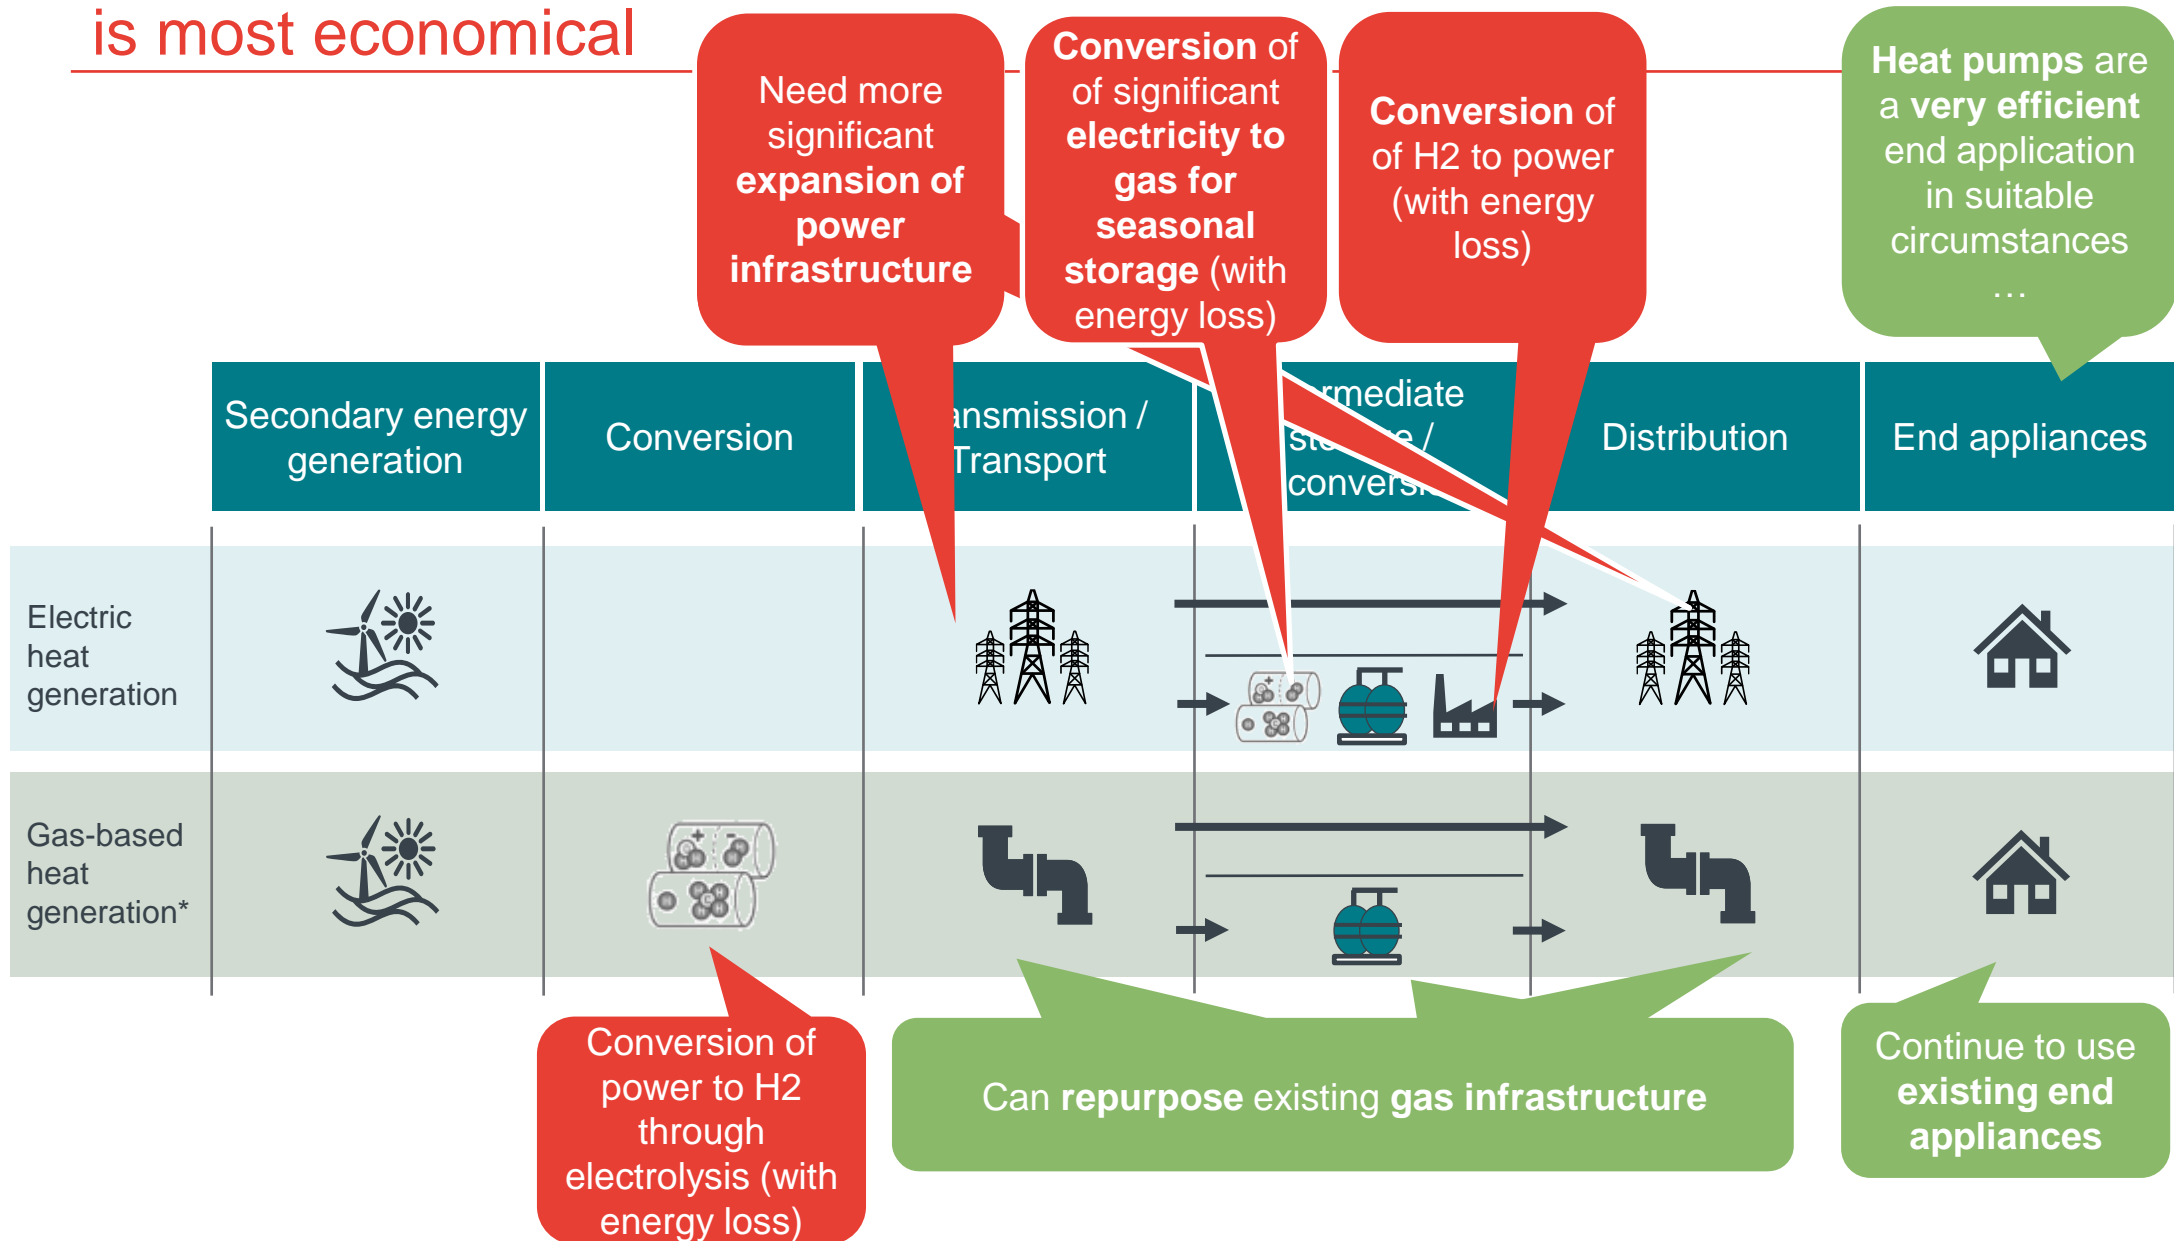 is most economical
Need more
significant
expansion of
power
infrastructure
Conversion of
of significant
electricity to
gas for
seasonal
storage (with
energy loss)
Conversion of
of H2 to power
(with energy
loss)
Heat pumps are
a very efficient
end application
in suitable
circumstances
…
Secondary energy
generation
Conversion
ansmission /
Transport
ermediate
/
conversi
Distribution
End appliances
Electric
heat
generation
Gas-based
heat
generation*
Conversion of
power to H2
through
electrolysis (with
energy loss)
Can repurpose existing gas infrastructure
Continue to use
existing end
appliances